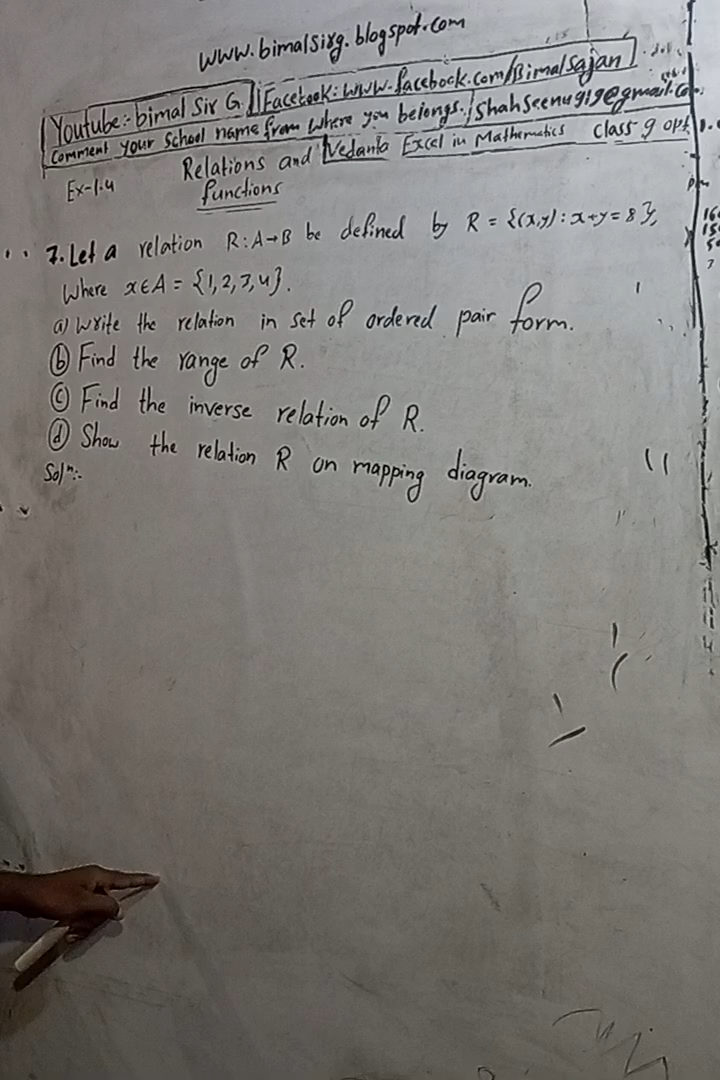 www.bimalsirg.blogspot.com
Youtube:- bimal Sir G. Facebook: www.facebook.com/BimalSajan
Comment your School name from where you belongs. / Shahseenu919@gmail.co
Relations and functions Vedanta Excel in Mathematics class 9 opt
Ex-1.4
7. Let a relation R: A→B be defined by R = {(x,y) : x+y = 8},
Where x∈A = {1, 2, 3, 4}.
a) Write the relation in set of ordered pair form.
(b) Find the range of R.
(c) Find the inverse relation of R.
(d) Show the relation R on mapping diagram.
Solⁿ:-